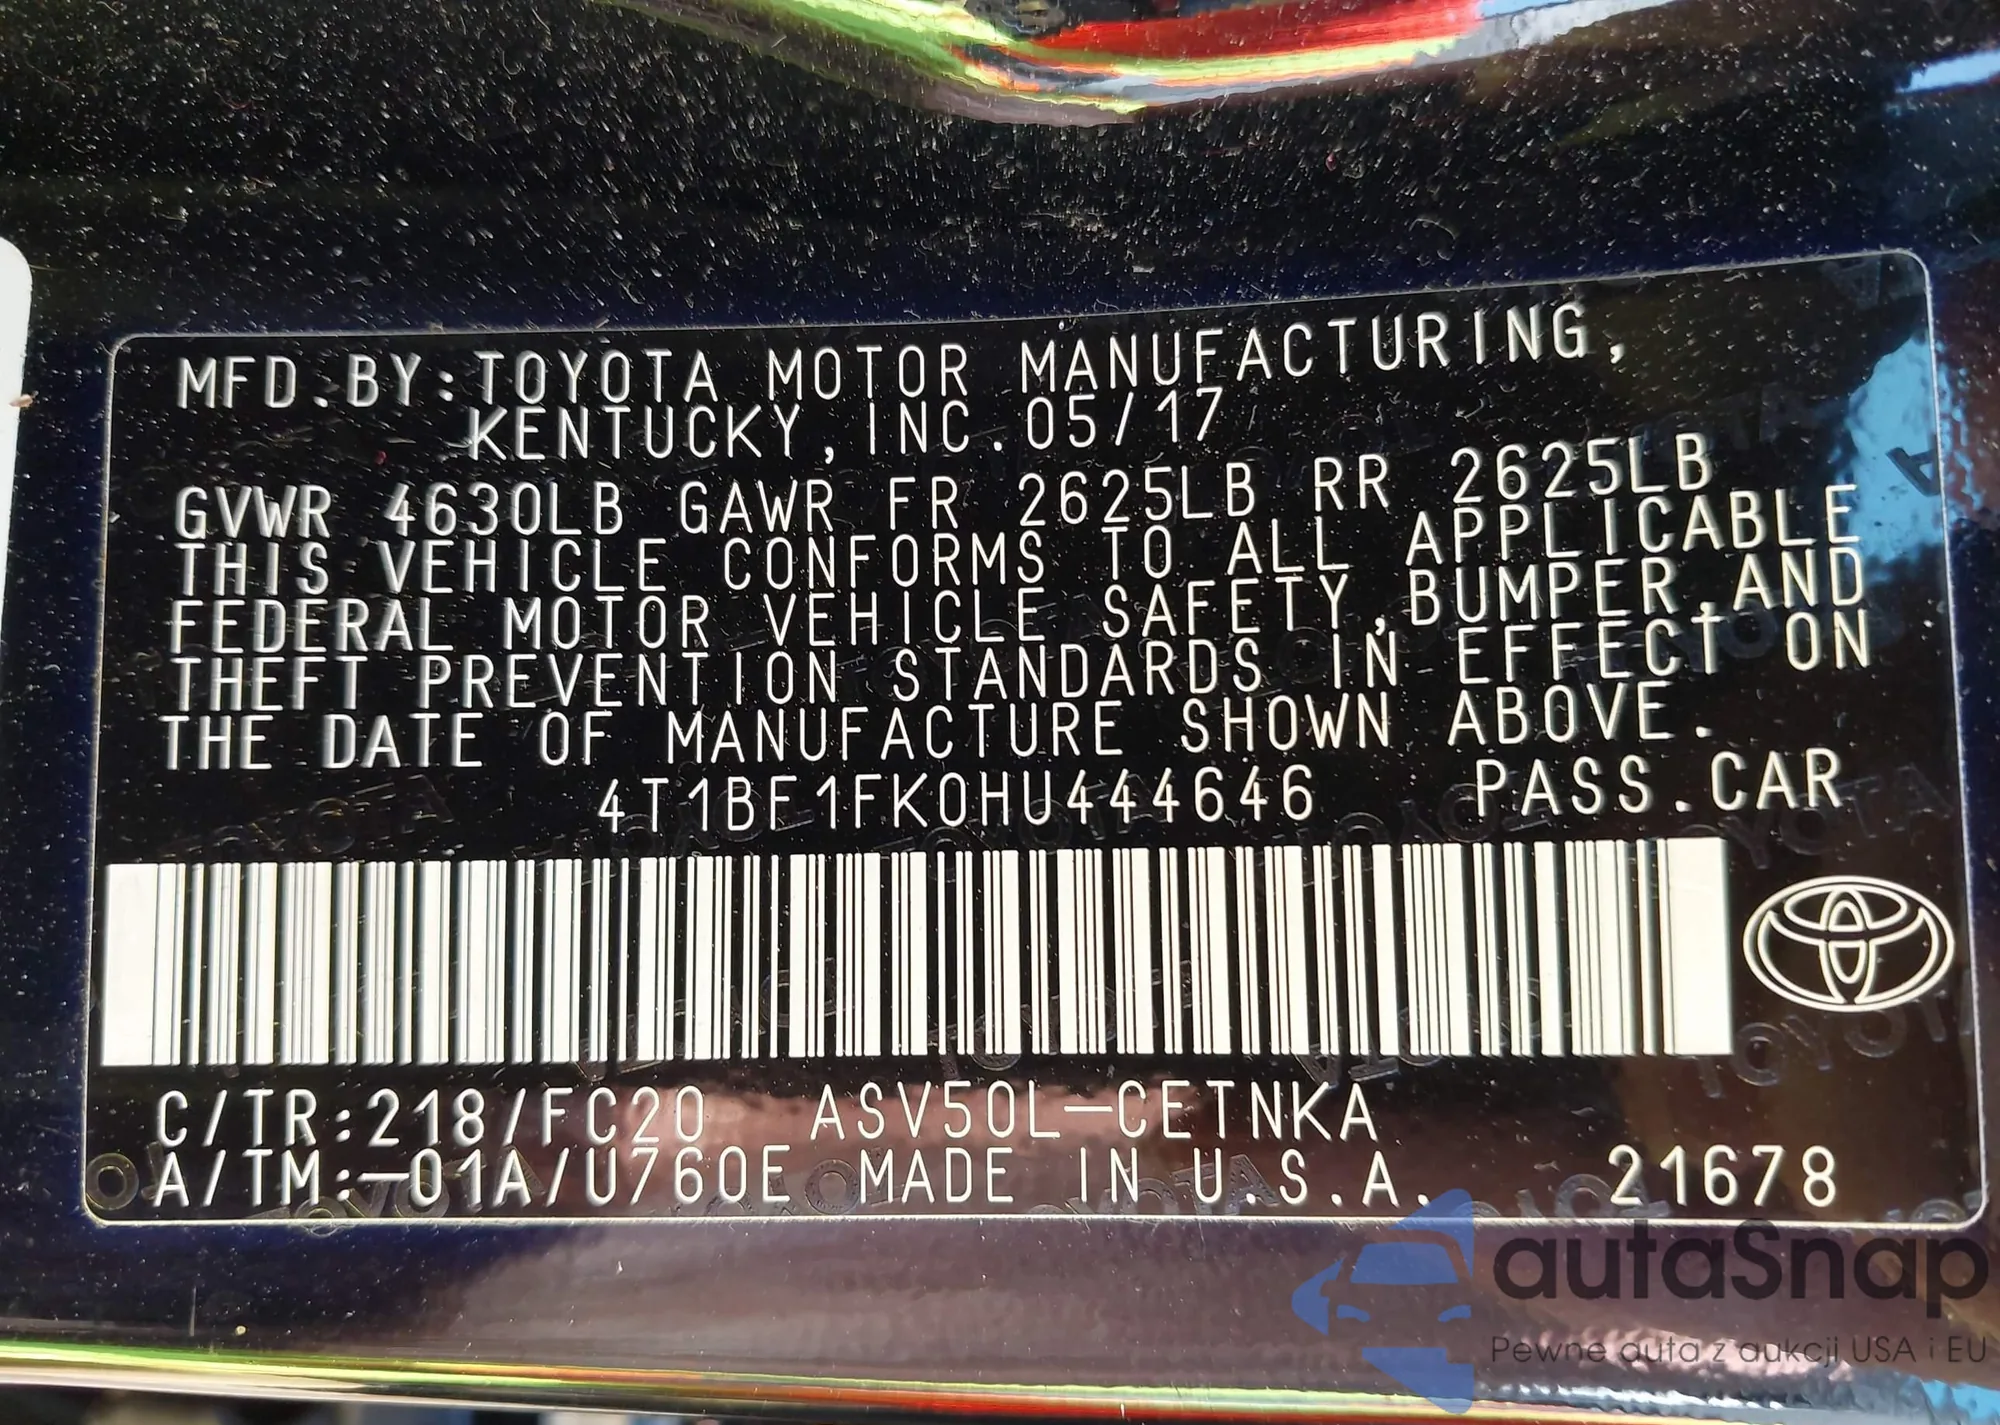 MFD.BY:TOYOTA MOTOR MANUFACTURING,
KENTUCKY,INC.05/17
GVWR 4630LB GAWR FR 2625LB RR 2625LB
THIS VEHICLE CONFORMS TO ALL APPLICABLE
FEDERAL MOTOR VEHICLE SAFETY,BUMPER,AND
THEFT PREVENTION STANDARDS IN EFFECT ON
THE DATE OF MANUFACTURE SHOWN ABOVE.
4T1BF1FK0HU444646 PASS.CAR
C/TR:218/FC20 ASV50L-CETNKA
A/TM:-01A/U760E MADE IN U.S.A. 21678
autaSnap
Pewne auta z aukcji USA i EU